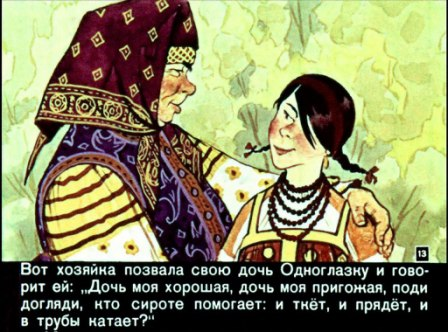 13
Вот хозяйка позвала свою дочь Одноглазку и гово-
рит ей: „Дочь моя хорошая, дочь моя пригожая, поди
догляди, кто сироте помогает: и ткёт, и прядёт, и
в трубы катает?“